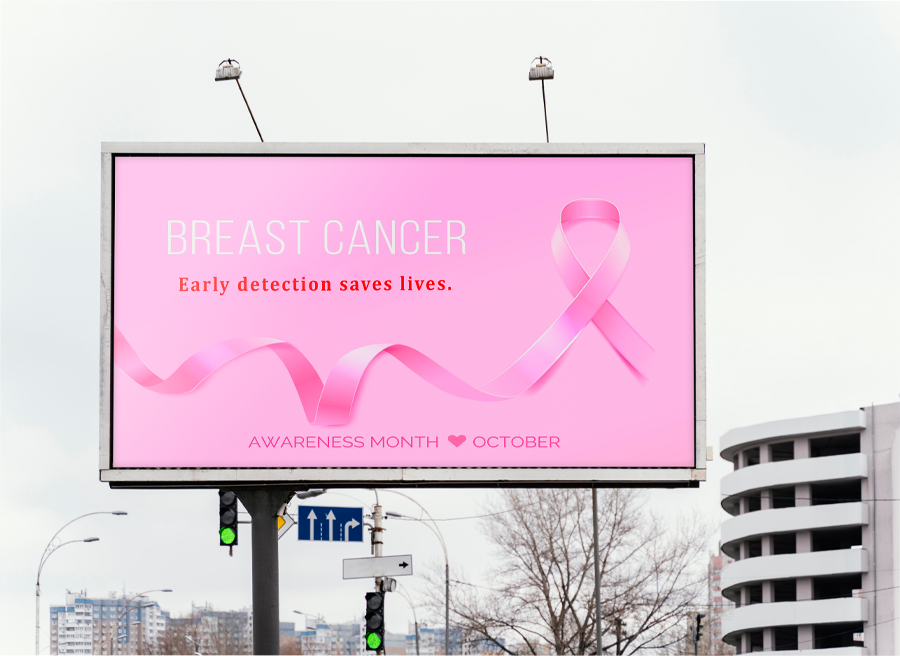 BREAST CANCER
Early detection saves lives.
AWARENESS MONTH ❤ OCTOBER